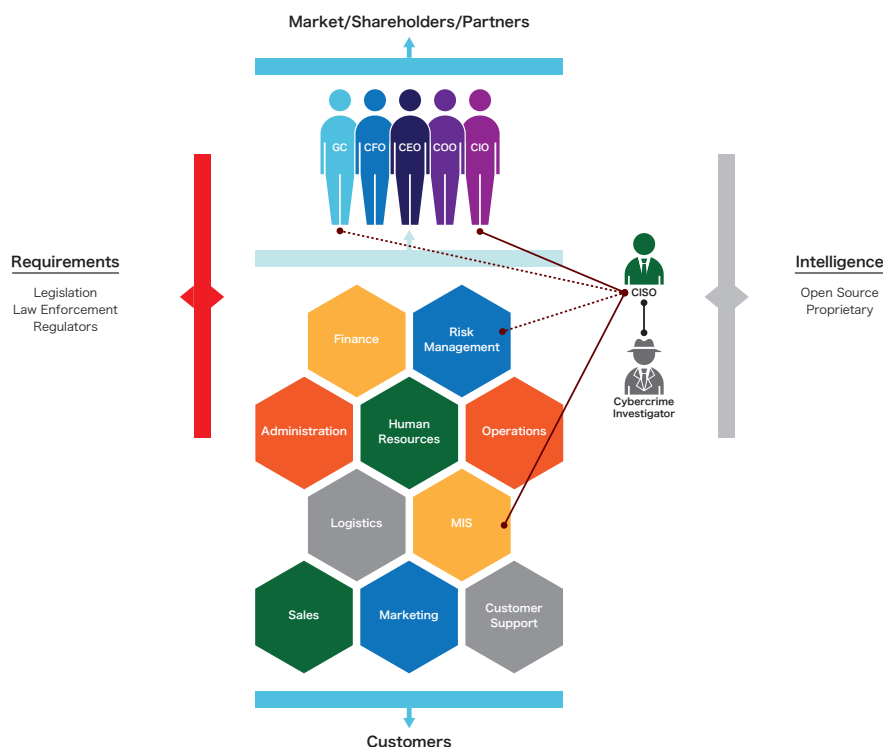 Market/Shareholders/Partners
GC
CFO
CEO
COO
CIO
Requirements
Legislation
Law Enforcement
Regulators
CISO
Intelligence
Open Source
Proprietary
Finance
Risk
Management
Cybercrime
Investigator
Administration
Human
Resources
Operations
Logistics
MIS
Sales
Marketing
Customer
Support
Customers